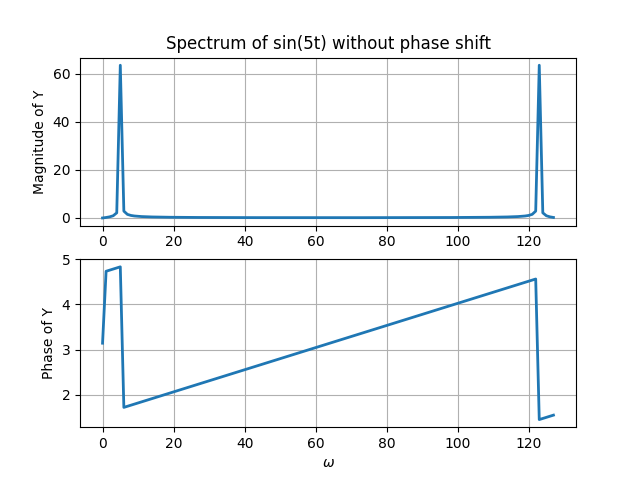 Spectrum of sin(5t) without phase shift
Magnitude of Y
60
40
20
0
0 20 40 60 80 100 120
Phase of Y
5
4
3
2
0 20 40 60 80 100 120
ω